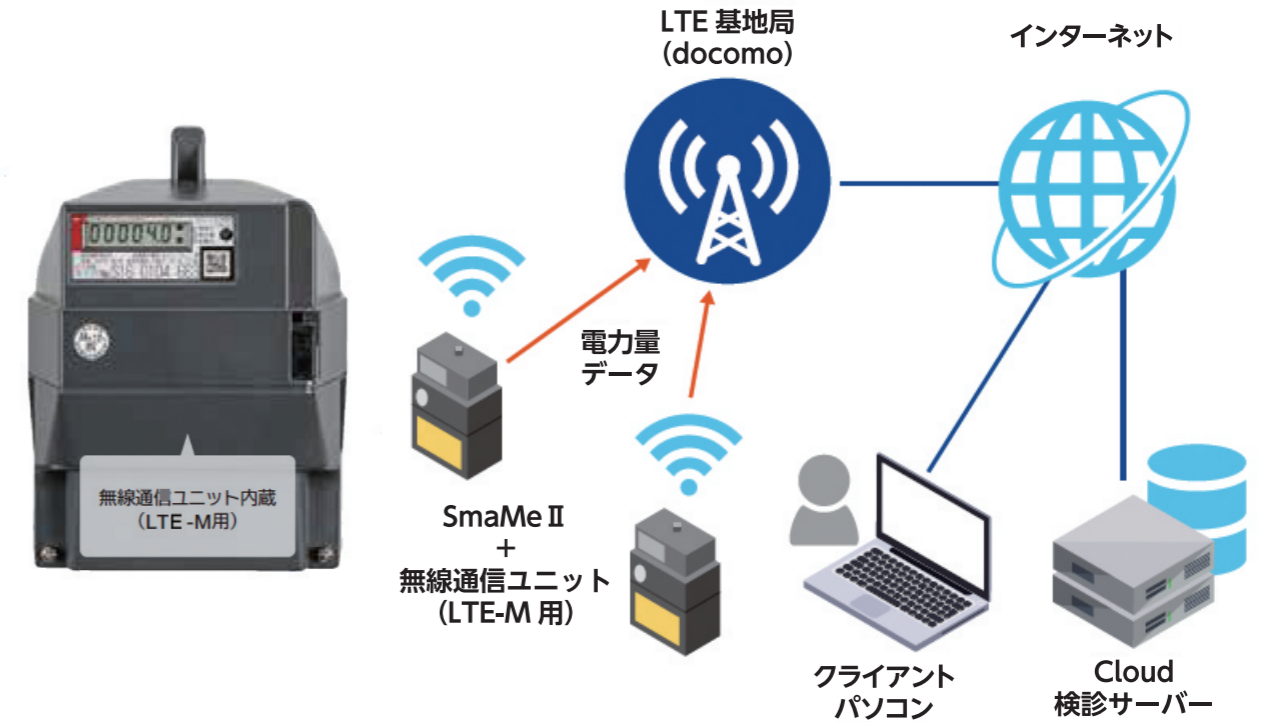 LTE 基地局
（docomo）
インターネット
00004.0
電力量
データ
無線通信ユニット内蔵
（LTE-M用）
SmaMe Ⅱ
+
無線通信ユニット
（LTE-M 用）
クライアント
パソコン
Cloud
検診サーバー